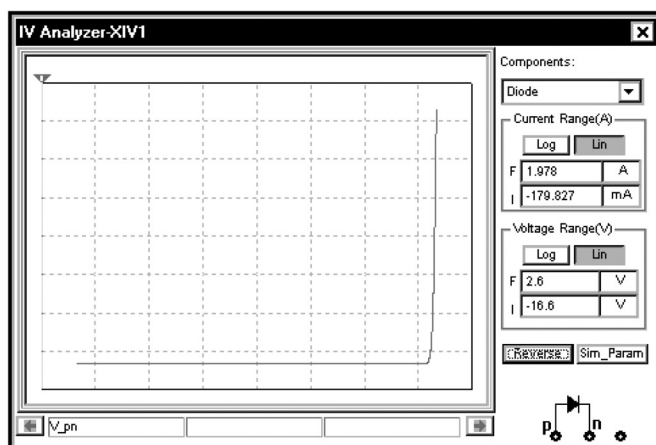 IV Analyzer-XIV1
Components:
Diode
Current Range(A)
Log Lin
F 1.978 A
I -179.827 mA
Voltage Range(V)
Log Lin
F 2.6 V
I -16.6 V
Reverse Sim_Param
V_pn
p n